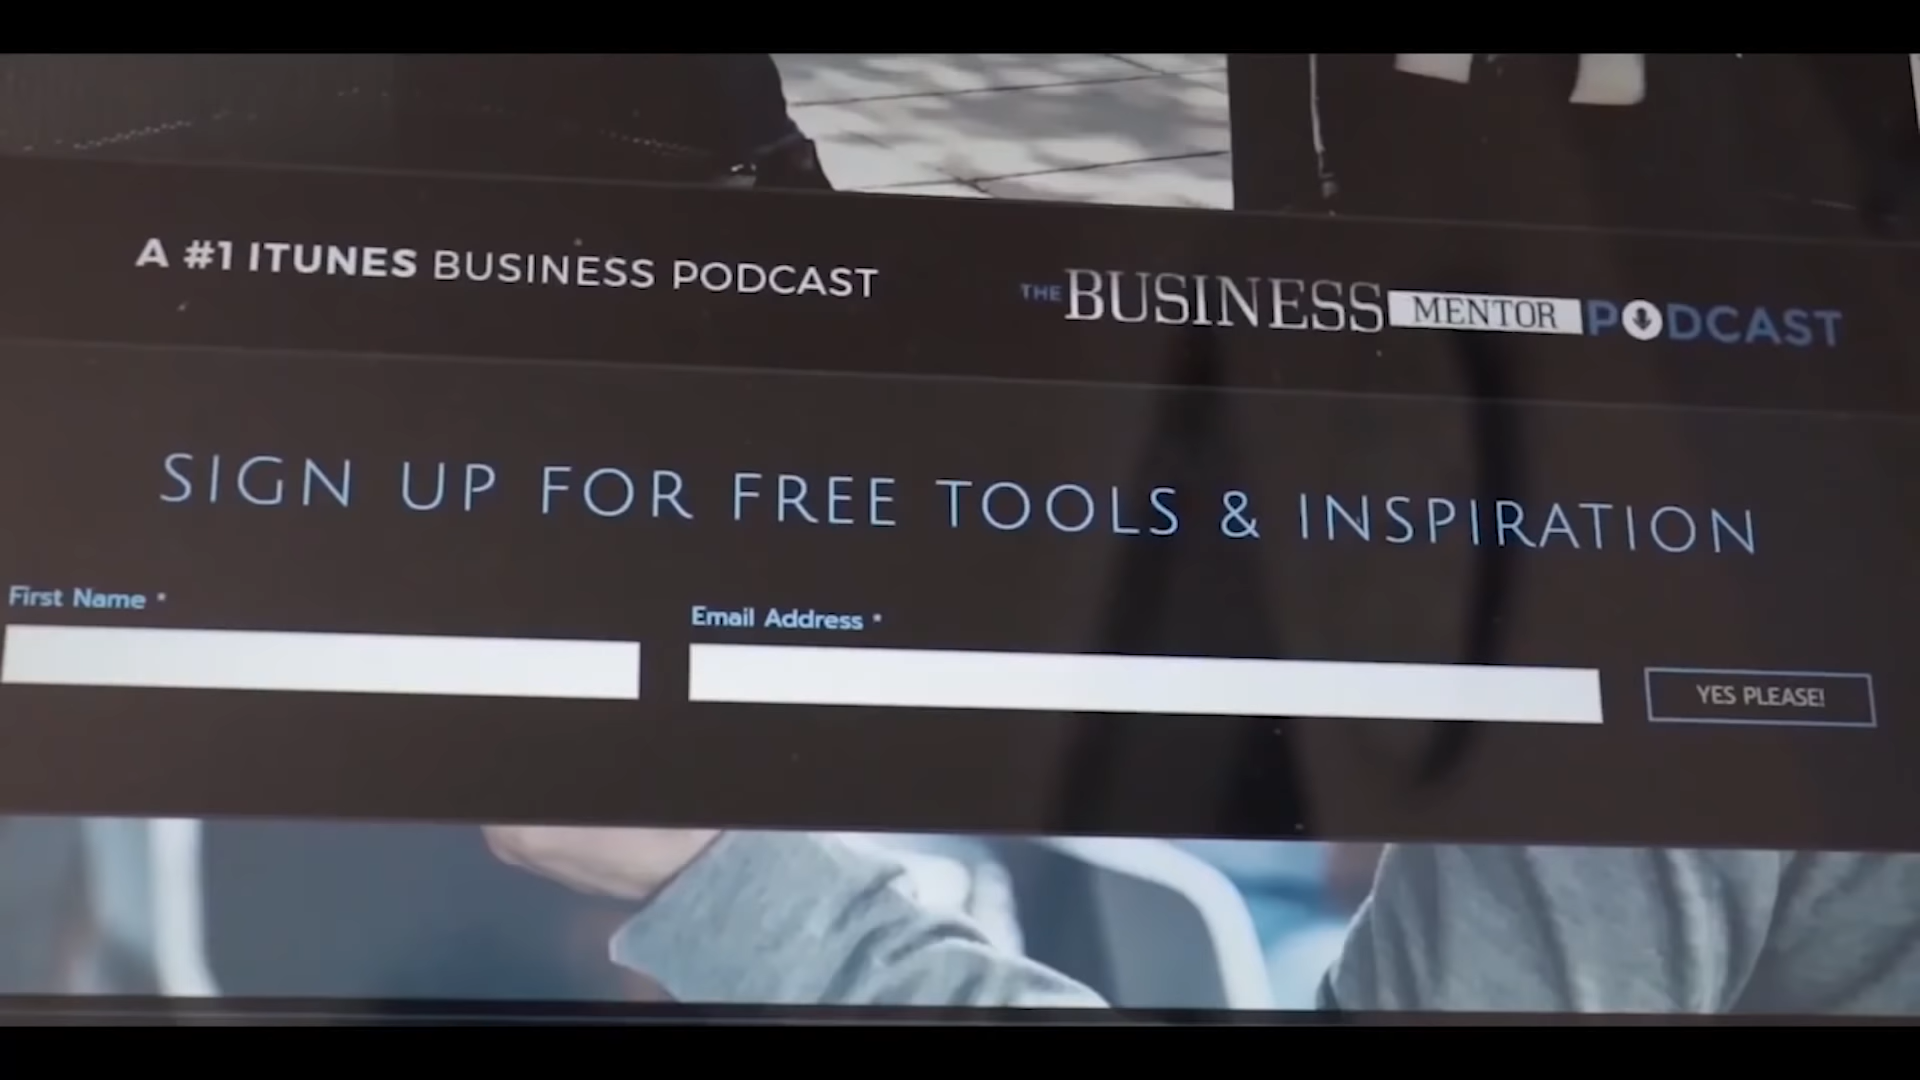 A #1 ITUNES BUSINESS PODCAST
THE BUSINESS MENTOR PODCAST
SIGN UP FOR FREE TOOLS & INSPIRATION
First Name *
Email Address *
YES PLEASE!